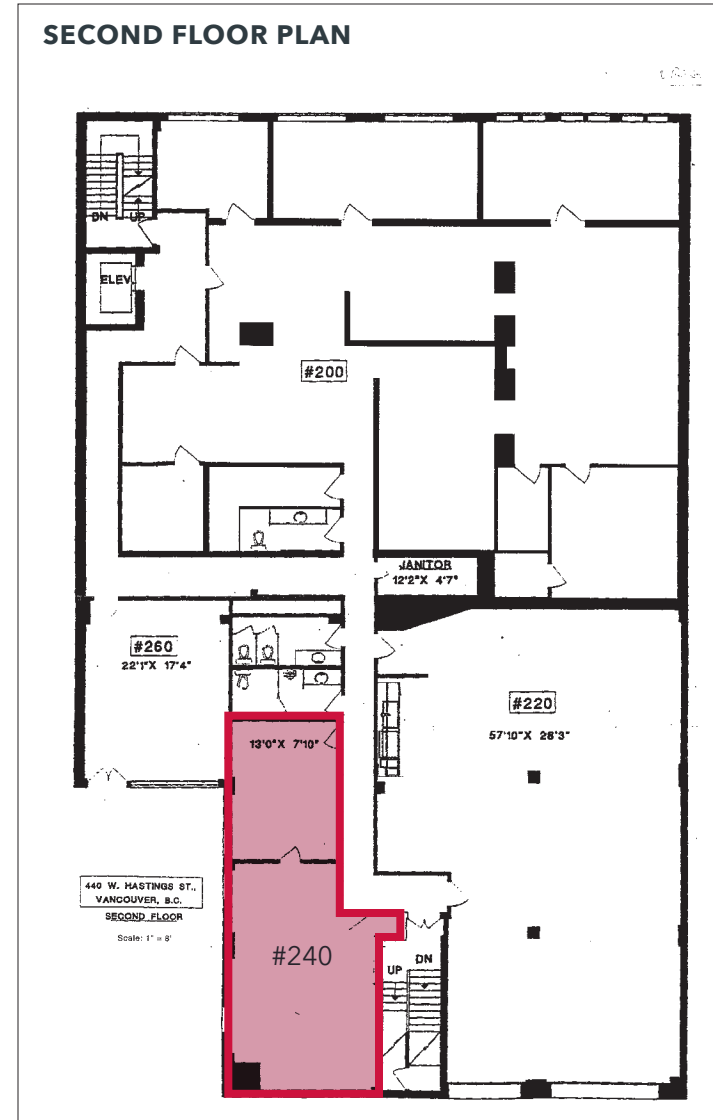 SECOND FLOOR PLAN
DN UP
ELEV
#200
JANITOR
12'2"X 4'7"
#260
22'1"X 17'4"
#220
57'10"X 28'3"
13'0"X 7'10"
440 W. HASTINGS ST.,
VANCOUVER, B.C.
SECOND FLOOR
Scale: 1" = 8'
#240
UP
DN